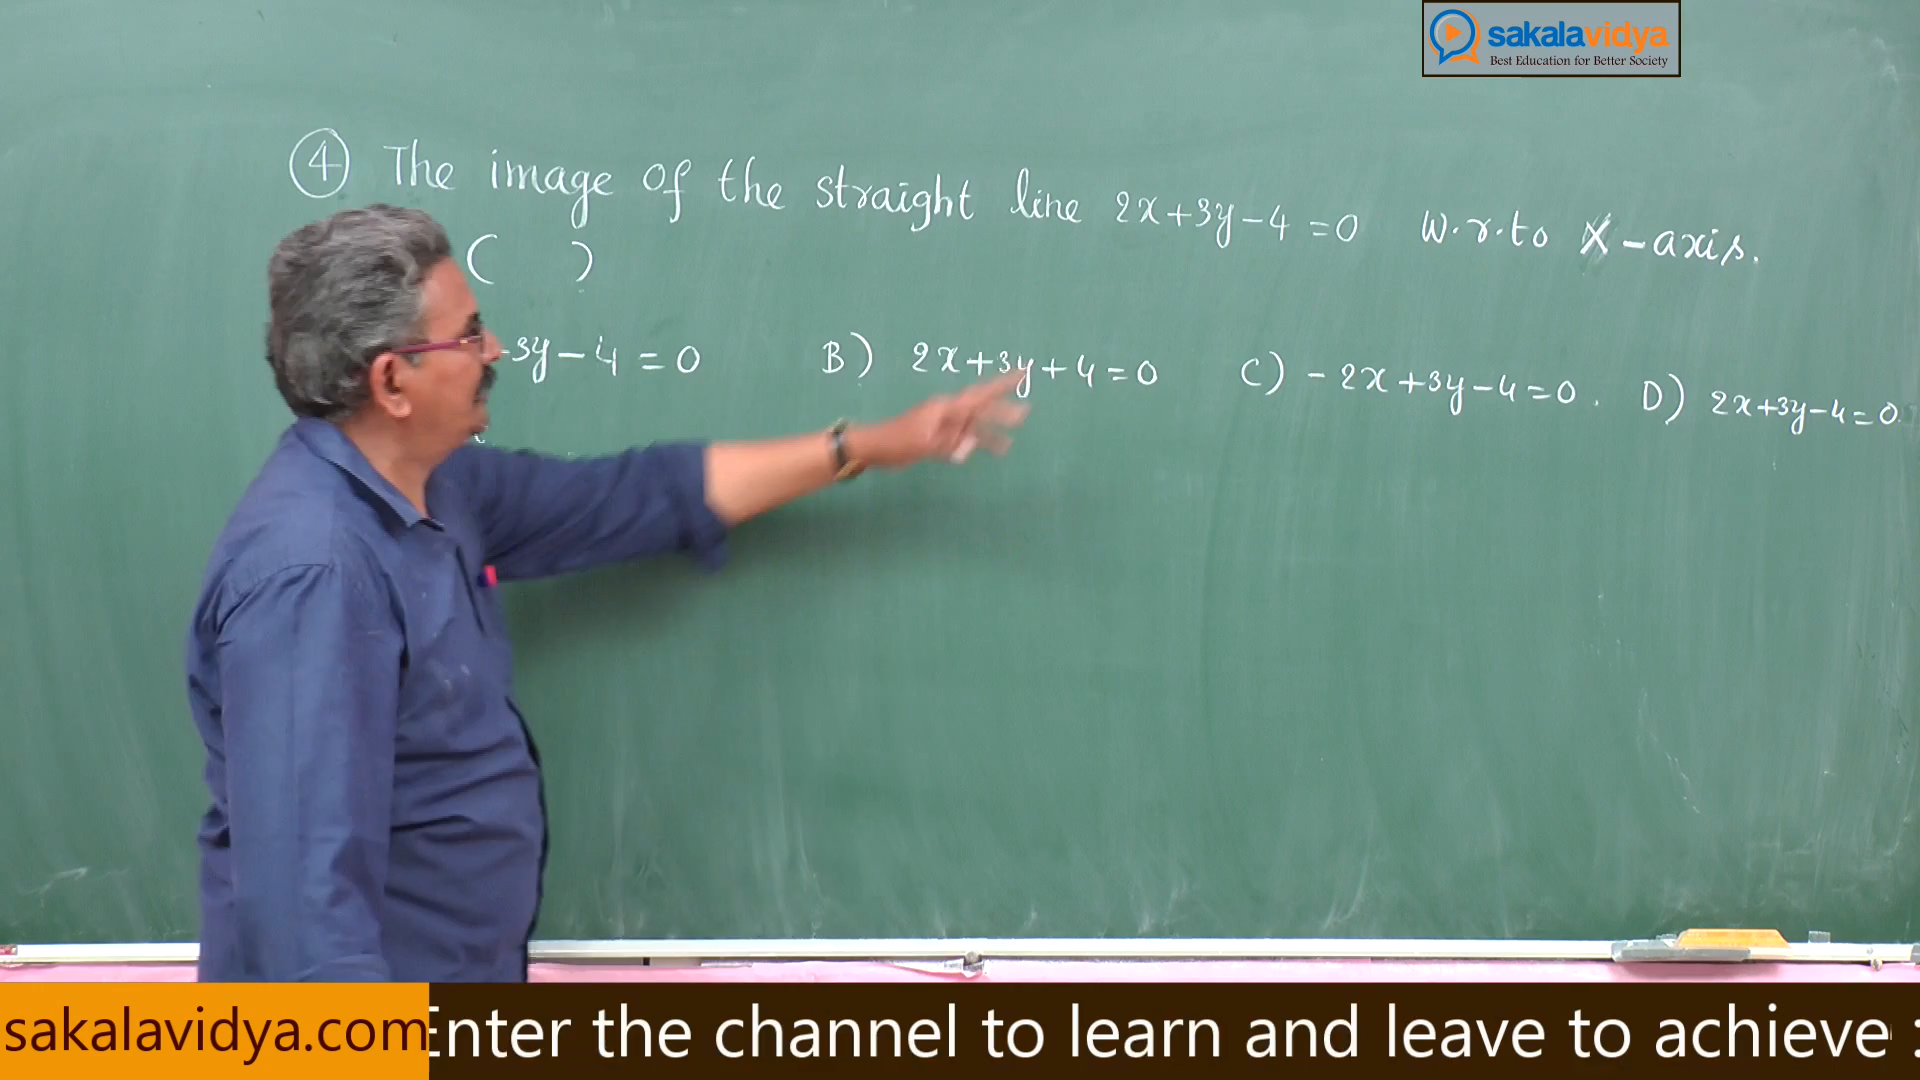 sakalavidya
Best Education for Better Society
④ The image of the straight line 2x+3y-4=0 w.r.to X-axis.
( )
-3y-4=0 B) 2x+3y+4=0 C) -2x+3y-4=0. D) 2x+3y-4=0.
sakalavidya.com Enter the channel to learn and leave to achieve :